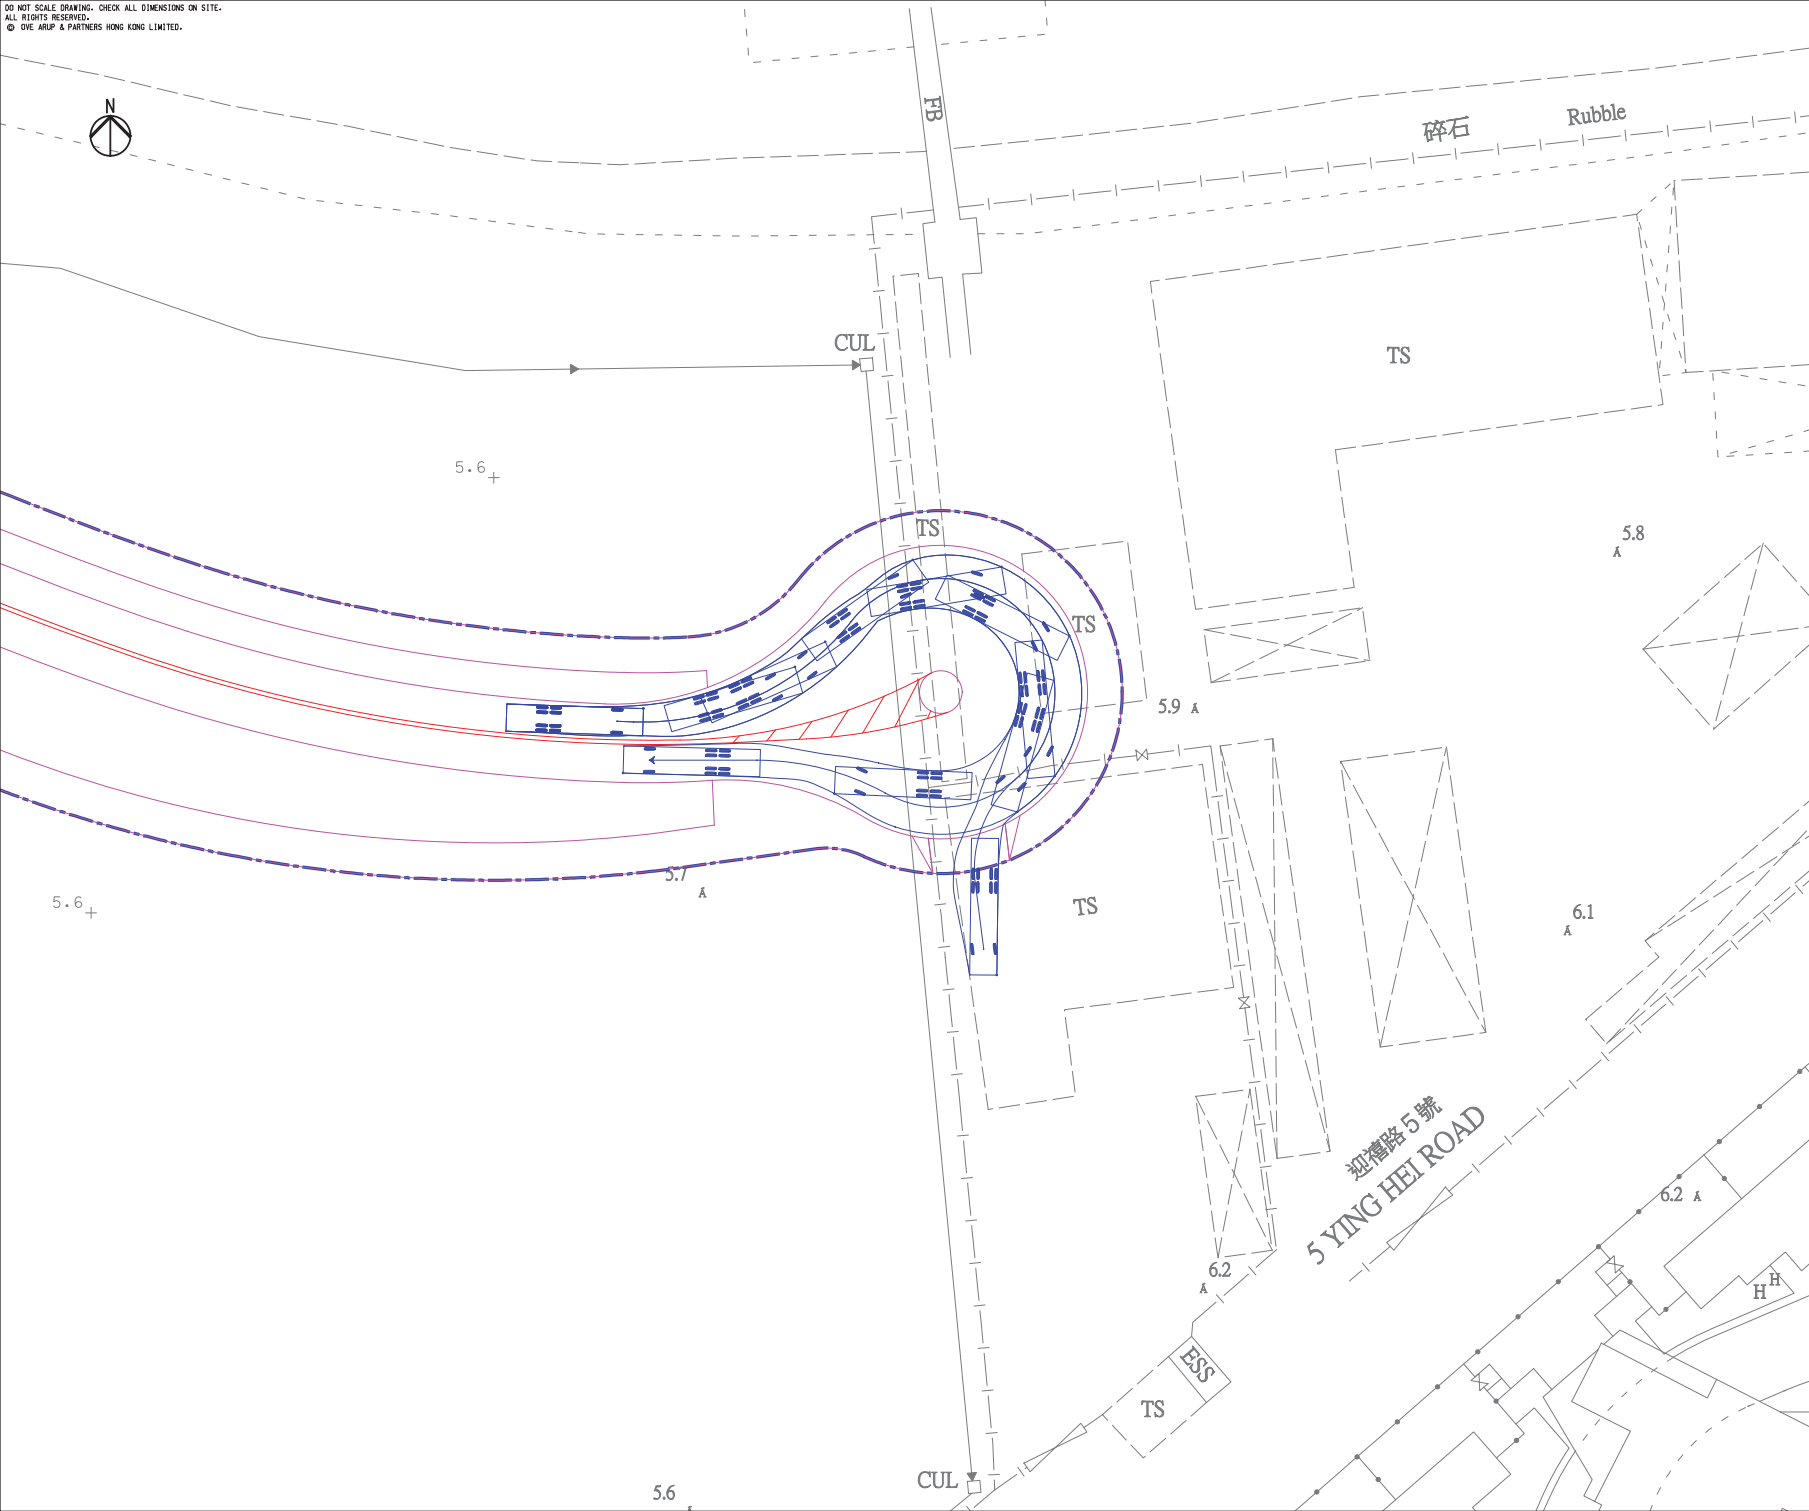 DO NOT SCALE DRAWING. CHECK ALL DIMENSIONS ON SITE.
ALL RIGHTS RESERVED.
© OVE ARUP & PARTNERS HONG KONG LIMITED.
N
FB
碎石
Rubble
CUL
TS
5.6
TS
5.8
TS
5.9
5.7
5.6
TS
6.1
迎禧路5號
5 YING HEI ROAD
6.2
6.2
H
H
ESS
TS
CUL
5.6